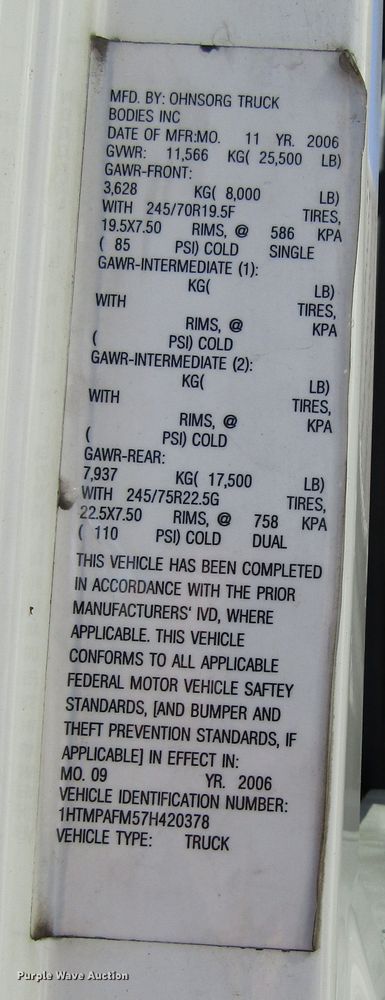 MFD. BY: OHNSORG TRUCK
BODIES INC
DATE OF MFR:MO. 11 YR. 2006
GVWR: 11,566 KG( 25,500 LB)
GAWR-FRONT:
3,628 KG( 8,000 LB)
WITH 245/70R19.5F TIRES,
19.5X7.50 RIMS, @ 586 KPA
( 85 PSI) COLD SINGLE
GAWR-INTERMEDIATE (1):
KG( LB)
WITH TIRES,
RIMS, @ KPA
( PSI) COLD
GAWR-INTERMEDIATE (2):
KG( LB)
WITH TIRES,
RIMS, @ KPA
( PSI) COLD
GAWR-REAR:
7,937 KG( 17,500 LB)
WITH 245/75R22.5G TIRES,
22.5X7.50 RIMS, @ 758 KPA
( 110 PSI) COLD DUAL
THIS VEHICLE HAS BEEN COMPLETED
IN ACCORDANCE WITH THE PRIOR
MANUFACTURERS' IVD, WHERE
APPLICABLE. THIS VEHICLE
CONFORMS TO ALL APPLICABLE
FEDERAL MOTOR VEHICLE SAFTEY
STANDARDS, [AND BUMPER AND
THEFT PREVENTION STANDARDS, IF
APPLICABLE] IN EFFECT IN:
MO. 09 YR. 2006
VEHICLE IDENTIFICATION NUMBER:
1HTMPAFM57H420378
VEHICLE TYPE: TRUCK
Purple Wave Auction